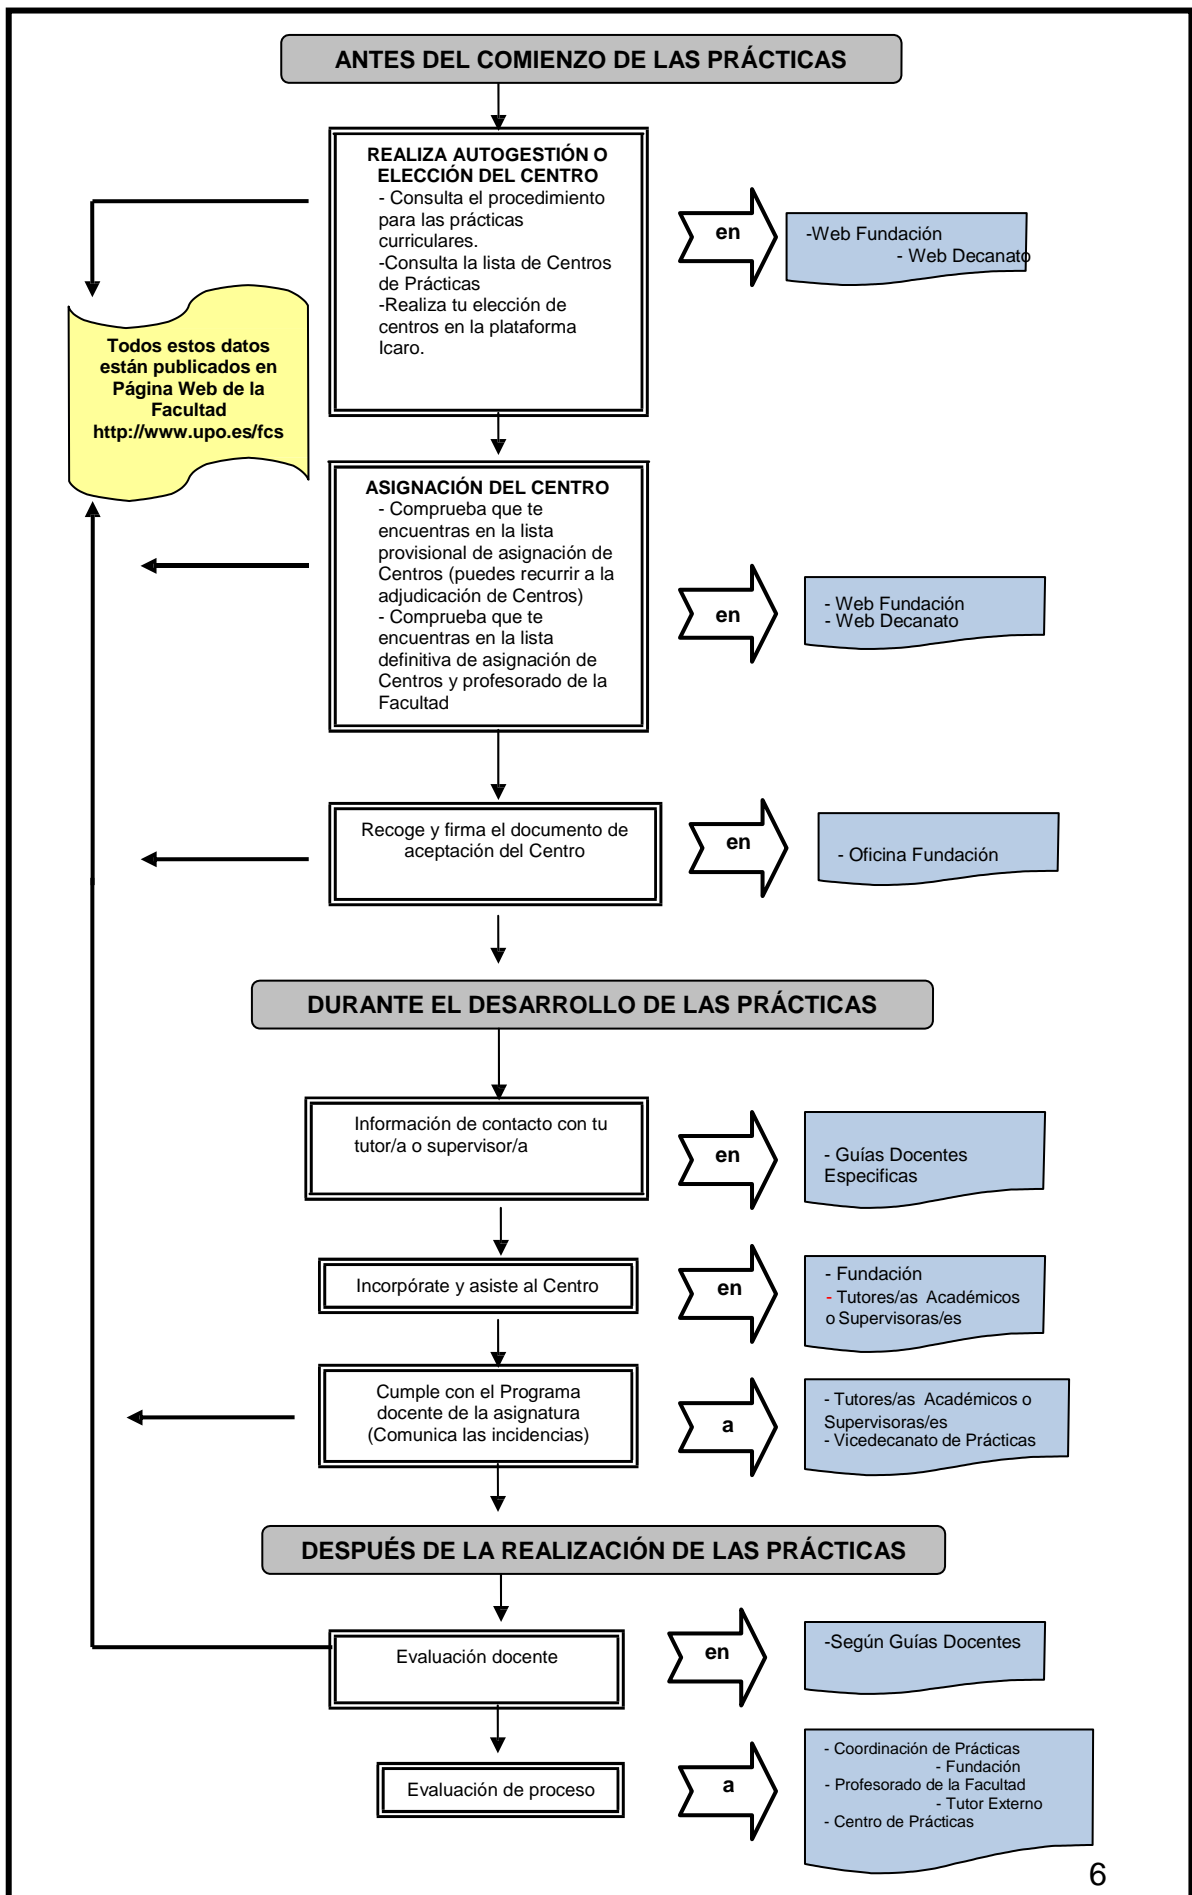 ANTES DEL COMIENZO DE LAS PRÁCTICAS
REALIZA AUTOGESTIÓN O
ELECCIÓN DEL CENTRO
- Consulta el procedimiento
para las prácticas
curriculares.
-Consulta la lista de Centros
de Prácticas
-Realiza tu elección de
centros en la plataforma
Icaro.
en
-Web Fundación
- Web Decanato
Todos estos datos
están publicados en
Página Web de la
Facultad
http://www.upo.es/fcs
ASIGNACIÓN DEL CENTRO
- Comprueba que te
encuentras en la lista
provisional de asignación de
Centros (puedes recurrir a la
adjudicación de Centros)
- Comprueba que te
encuentras en la lista
definitiva de asignación de
Centros y profesorado de la
Facultad
en
- Web Fundación
- Web Decanato
Recoge y firma el documento de
aceptación del Centro
en
- Oficina Fundación
DURANTE EL DESARROLLO DE LAS PRÁCTICAS
Información de contacto con tu
tutor/a o supervisor/a
en
- Guías Docentes
Especificas
Incorpórate y asiste al Centro
en
- Fundación
- Tutores/as Académicos
o Supervisoras/es
Cumple con el Programa
docente de la asignatura
(Comunica las incidencias)
a
- Tutores/as Académicos o
Supervisoras/es
- Vicedecanato de Prácticas
DESPUÉS DE LA REALIZACIÓN DE LAS PRÁCTICAS
Evaluación docente
en
-Según Guías Docentes
Evaluación de proceso
a
- Coordinación de Prácticas
- Fundación
- Profesorado de la Facultad
- Tutor Externo
- Centro de Prácticas
6